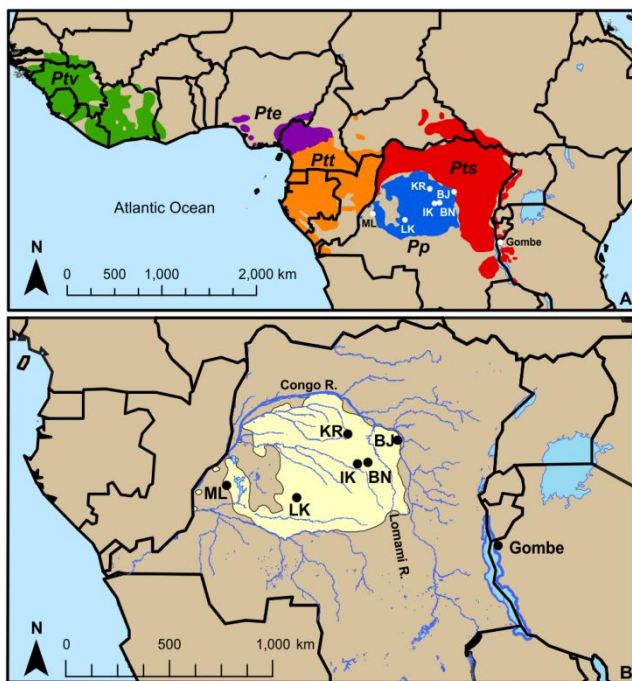 Ptv
Pte
Ptt
Pts
KR
BJ
IK
BN
ML
LK
Pp
Gombe
Atlantic Ocean
N
0 500 1,000 2,000 km
A
Congo R.
KR
BJ
IK
BN
ML
LK
Lomami R.
Gombe
N
0 500 1,000 km
B